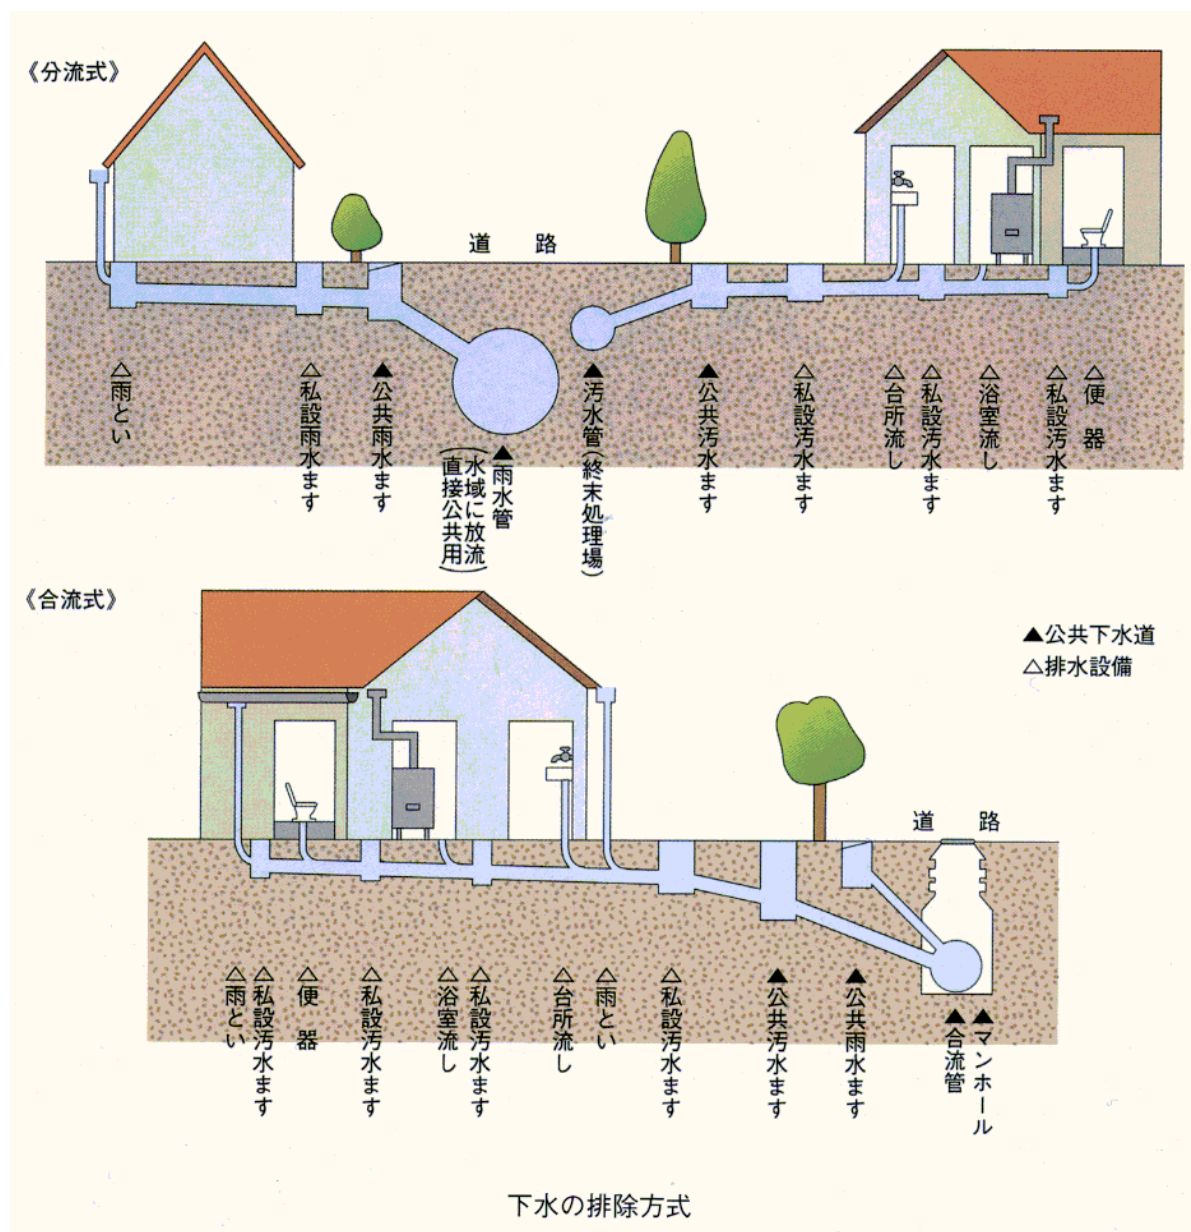 《分流式》
道　路
△雨とい
△私設雨水ます
▲公共雨水ます
▲雨水管
(直接公共用
水域に放流)
▲汚水管(終末処理場)
▲公共汚水ます
△私設汚水ます
△台所流し
△私設汚水ます
△浴室流し
△私設汚水ます
△便　器
《合流式》
▲公共下水道
△排水設備
道　路
△雨とい
△私設汚水ます
△便　器
△私設汚水ます
△浴室流し
△私設汚水ます
△台所流し
△雨とい
△私設汚水ます
▲公共汚水ます
▲公共雨水ます
▲合流管
▲マンホール
下水の排除方式